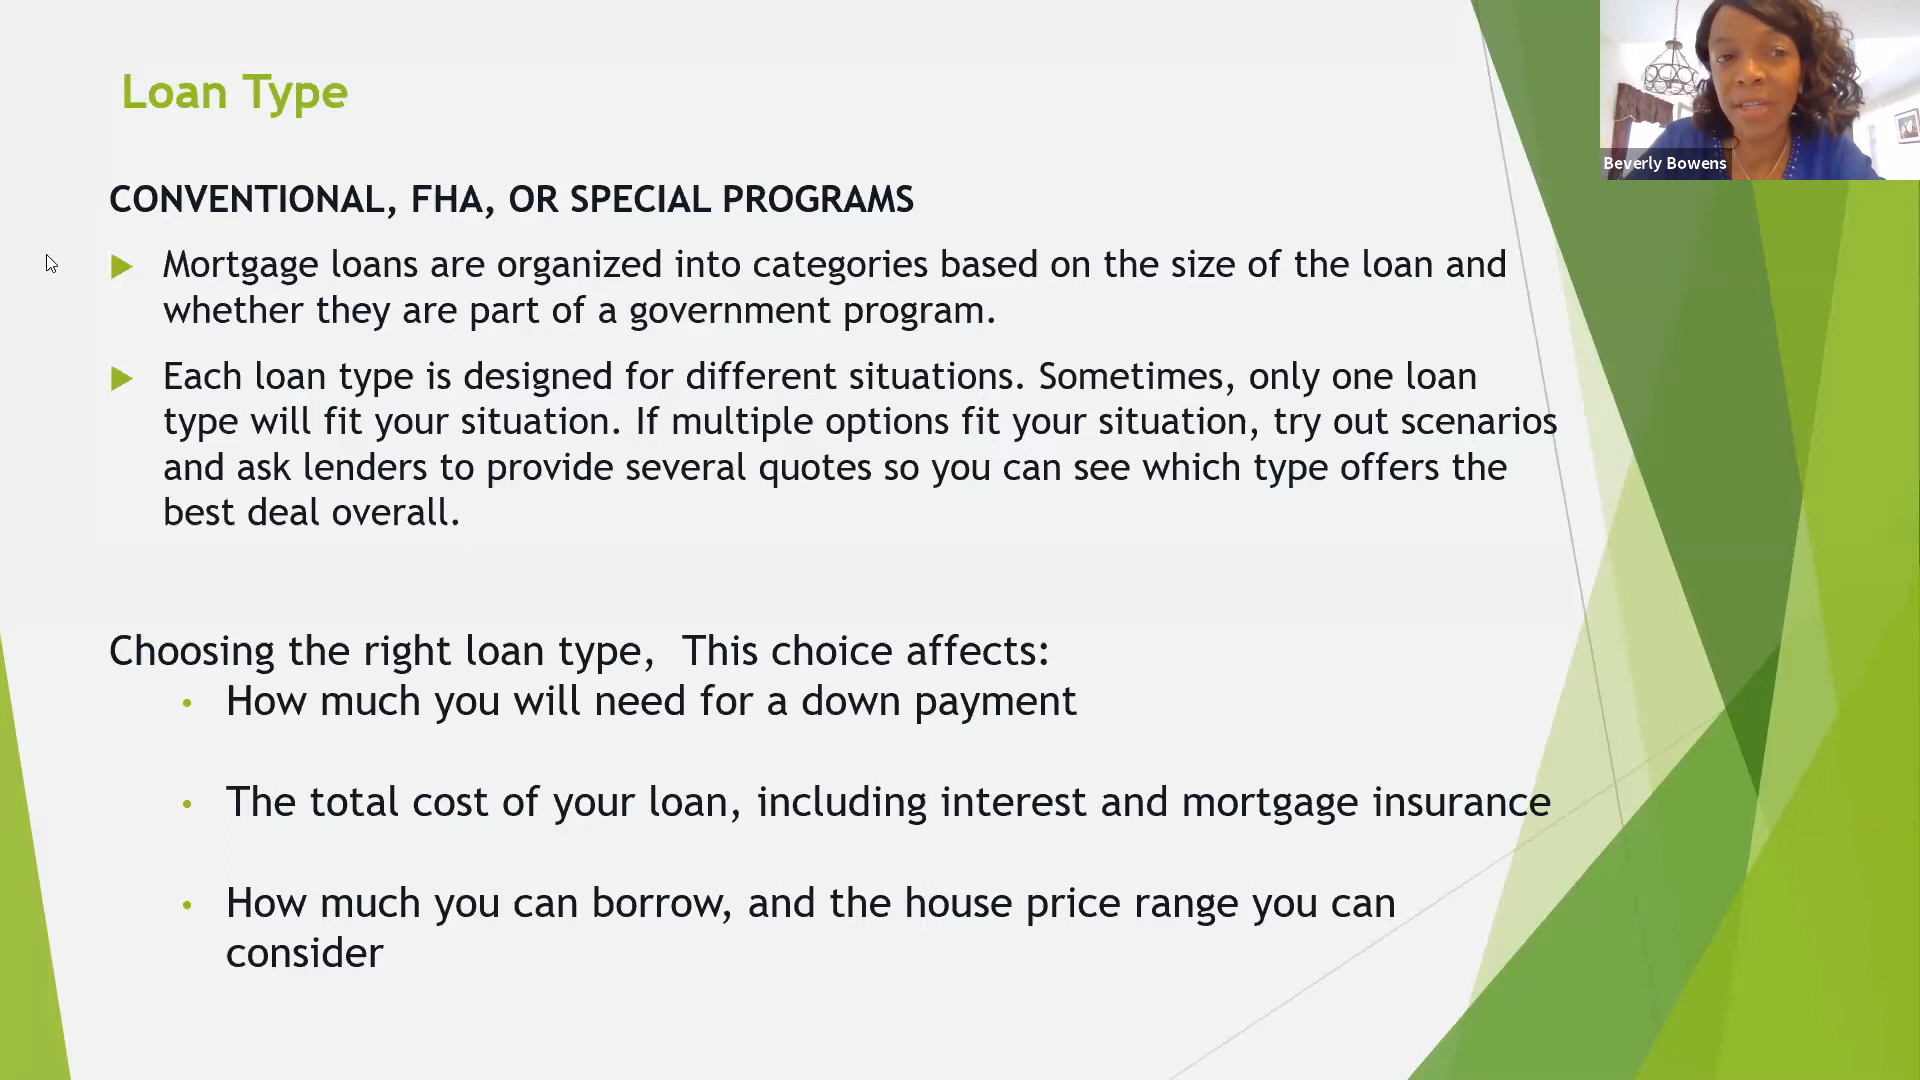 Loan Type
Beverly Bowens
CONVENTIONAL, FHA, OR SPECIAL PROGRAMS
Mortgage loans are organized into categories based on the size of the loan and
whether they are part of a government program.
Each loan type is designed for different situations. Sometimes, only one loan
type will fit your situation. If multiple options fit your situation, try out scenarios
and ask lenders to provide several quotes so you can see which type offers the
best deal overall.
Choosing the right loan type,  This choice affects:
• How much you will need for a down payment
• The total cost of your loan, including interest and mortgage insurance
• How much you can borrow, and the house price range you can
consider